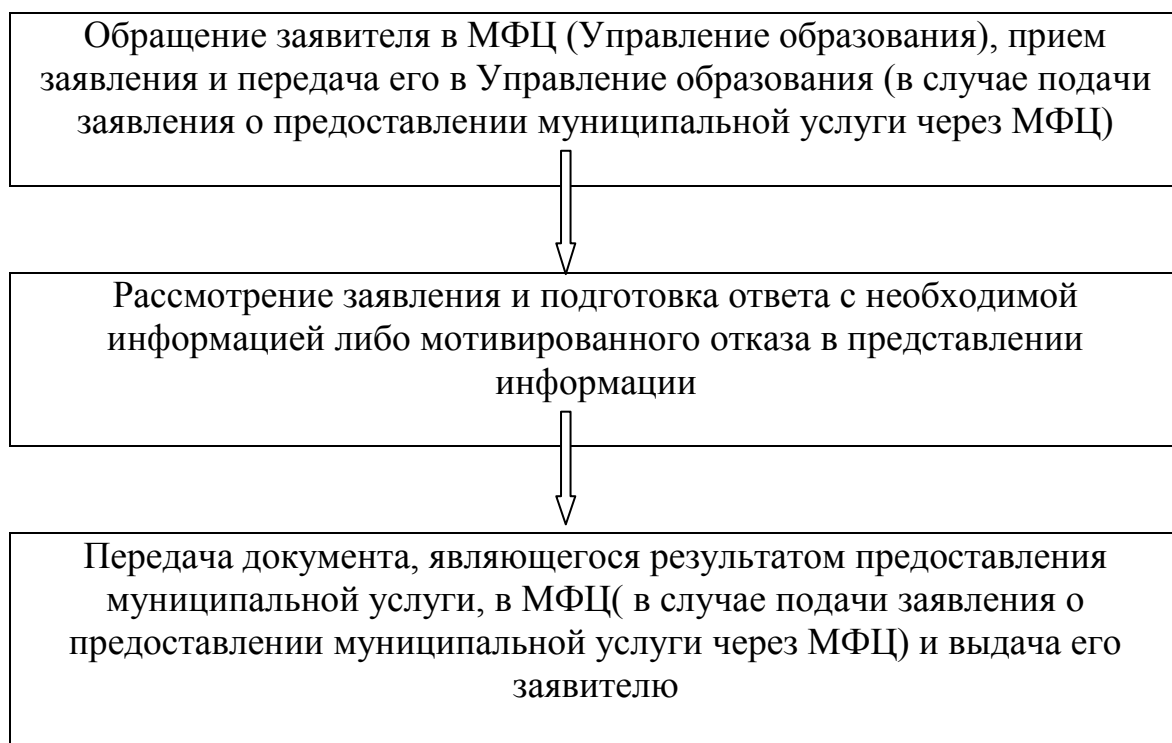 Обращение заявителя в МФЦ (Управление образования), прием
заявления и передача его в Управление образования (в случае подачи
заявления о предоставлении муниципальной услуги через МФЦ)
Рассмотрение заявления и подготовка ответа с необходимой
информацией либо мотивированного отказа в представлении
информации
Передача документа, являющегося результатом предоставления
муниципальной услуги, в МФЦ( в случае подачи заявления о
предоставлении муниципальной услуги через МФЦ) и выдача его
заявителю